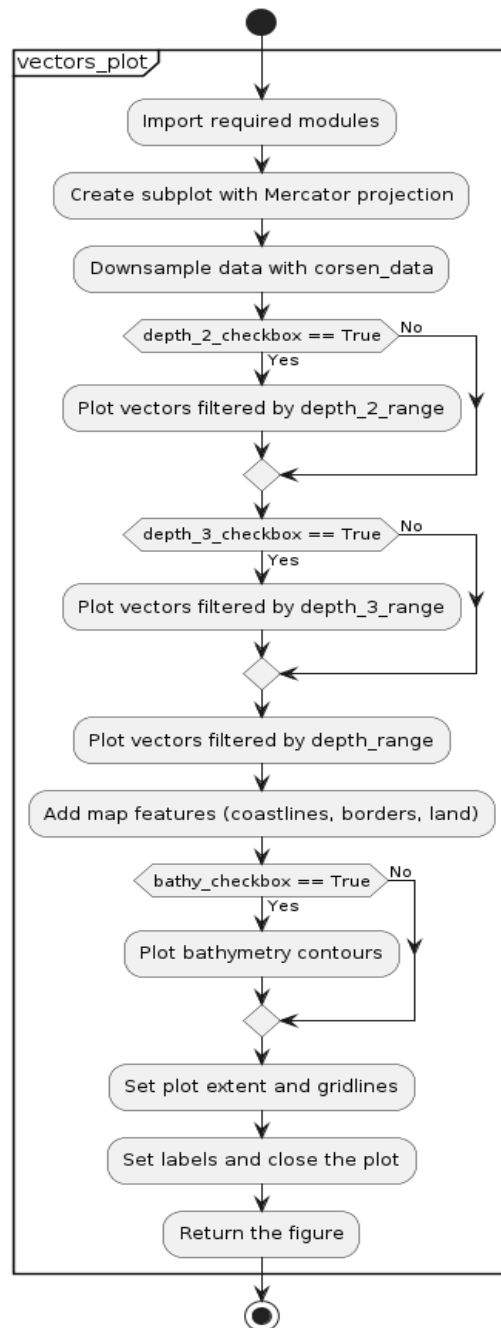 vectors_plot
Import required modules
Create subplot with Mercator projection
Downsample data with corsen_data
depth_2_checkbox == True
No
Yes
Plot vectors filtered by depth_2_range
depth_3_checkbox == True
No
Yes
Plot vectors filtered by depth_3_range
Plot vectors filtered by depth_range
Add map features (coastlines, borders, land)
bathy_checkbox == True
No
Yes
Plot bathymetry contours
Set plot extent and gridlines
Set labels and close the plot
Return the figure